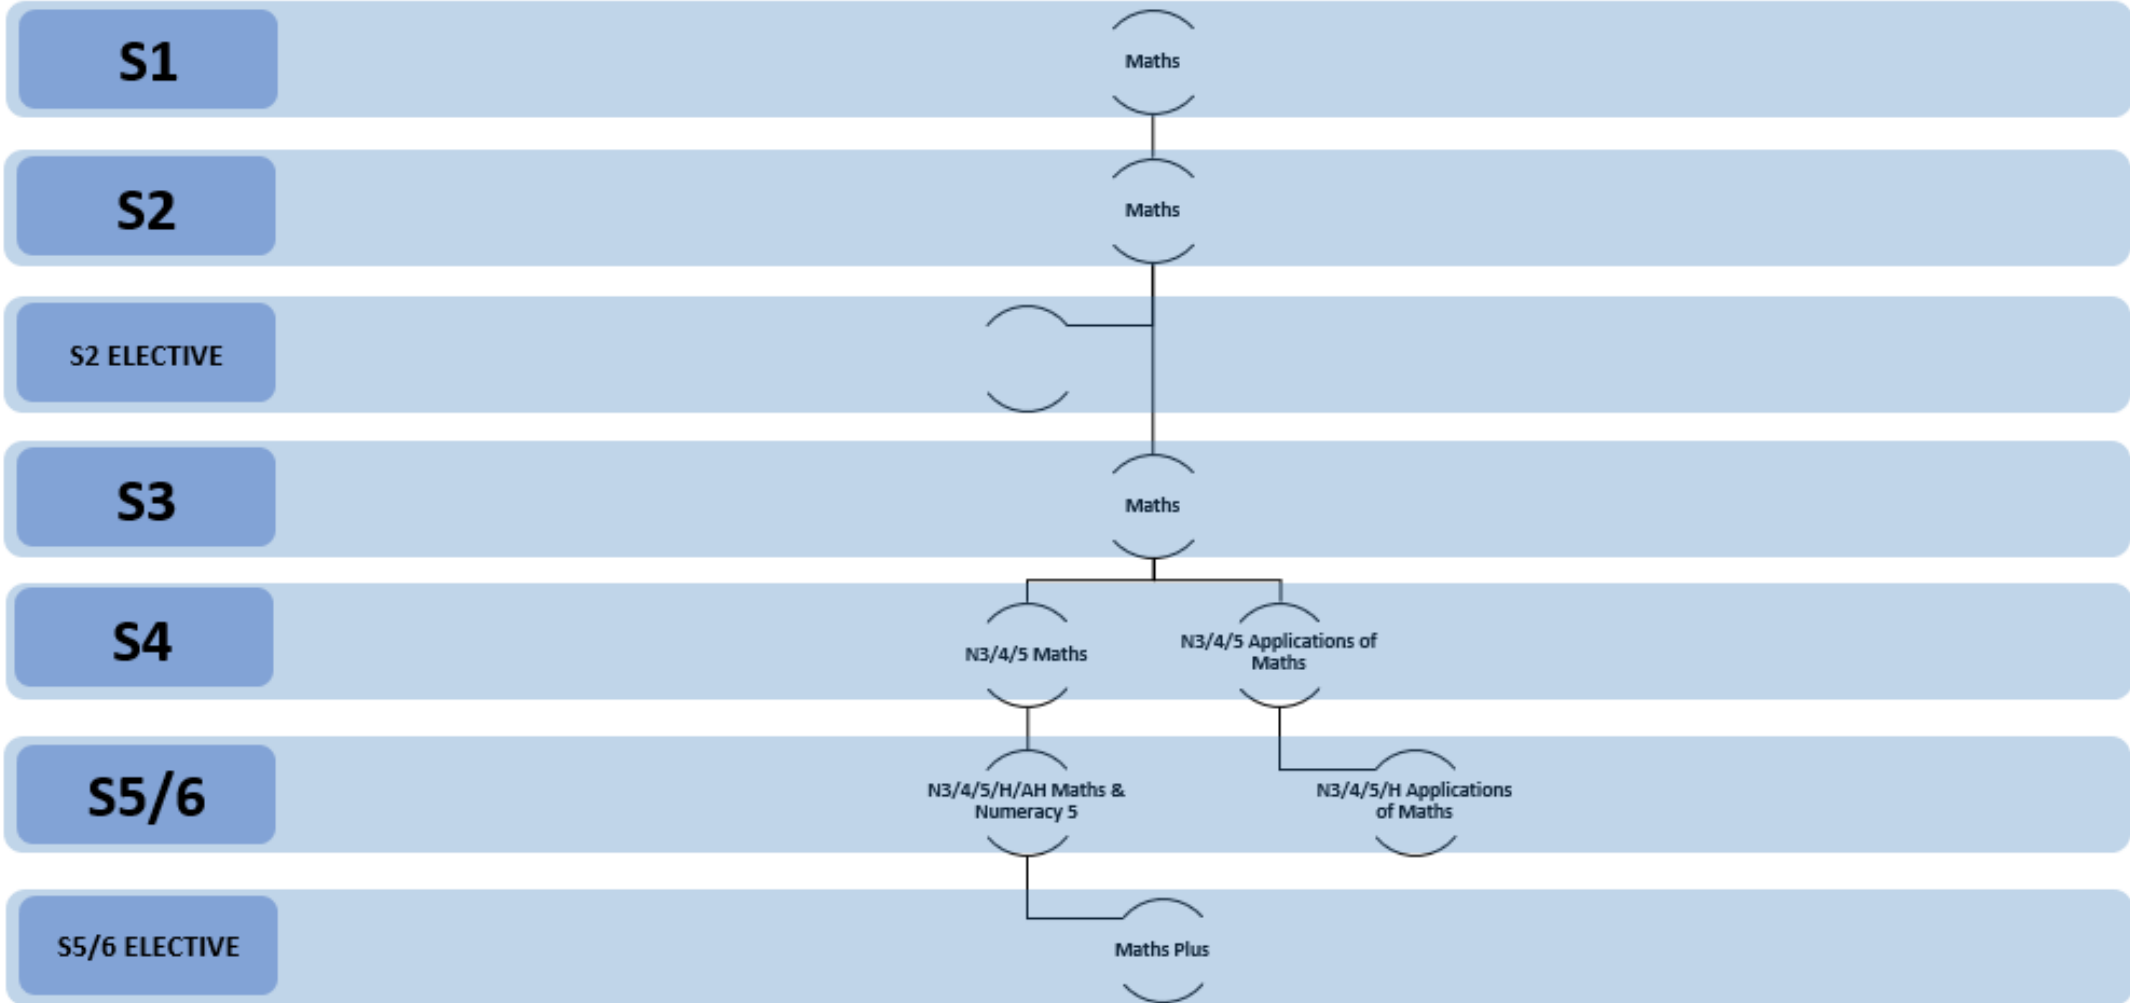 S1
Maths
S2
Maths
S2 ELECTIVE
S3
Maths
S4
N3/4/5 Maths
N3/4/5 Applications of
Maths
S5/6
N3/4/5/H/AH Maths &
Numeracy 5
N3/4/5/H Applications
of Maths
S5/6 ELECTIVE
Maths Plus